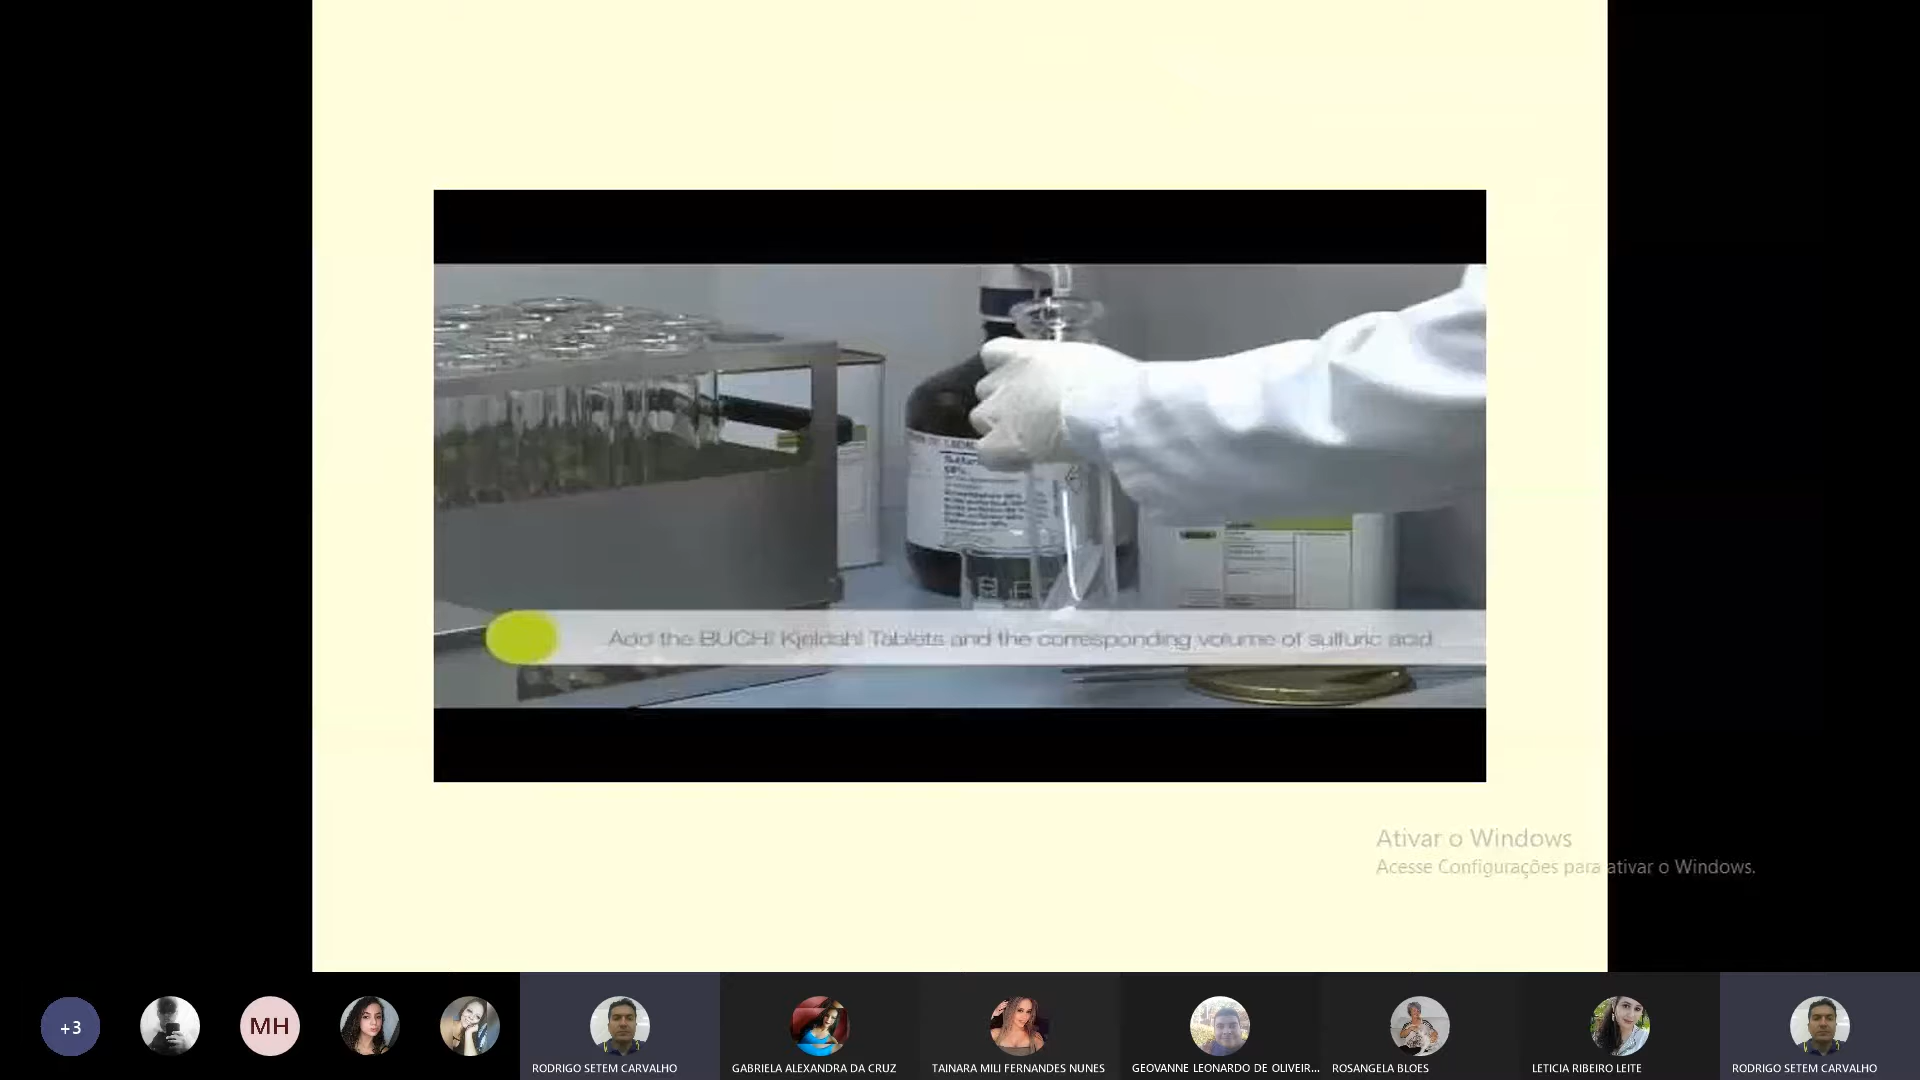 Add the BUCHI Kjeldahl Tablets and the corresponding volume of sulfuric acid
Ativar o Windows
Acesse Configurações para ativar o Windows.
+3
MH
RODRIGO SETEM CARVALHO
GABRIELA ALEXANDRA DA CRUZ
TAINARA MILI FERNANDES NUNES
GEOVANNE LEONARDO DE OLIVEIR...
ROSANGELA BLOES
LETICIA RIBEIRO LEITE
RODRIGO SETEM CARVALHO